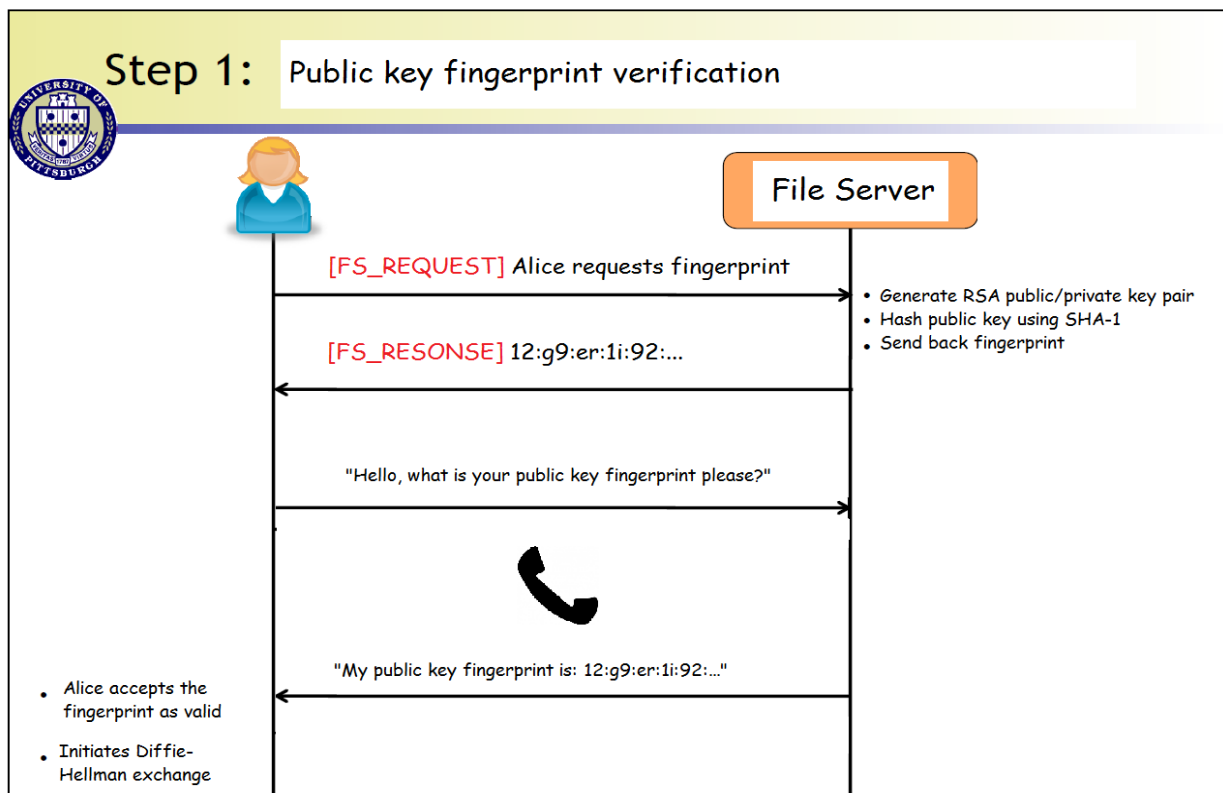 Step 1: Public key fingerprint verification
UNIVERSITY OF
PITTSBURGH
File Server
[FS_REQUEST] Alice requests fingerprint
• Generate RSA public/private key pair
• Hash public key using SHA-1
• Send back fingerprint
[FS_RESONSE] 12:g9:er:1i:92:...
"Hello, what is your public key fingerprint please?"
"My public key fingerprint is: 12:g9:er:1i:92:..."
• Alice accepts the
fingerprint as valid
• Initiates Diffie-
Hellman exchange